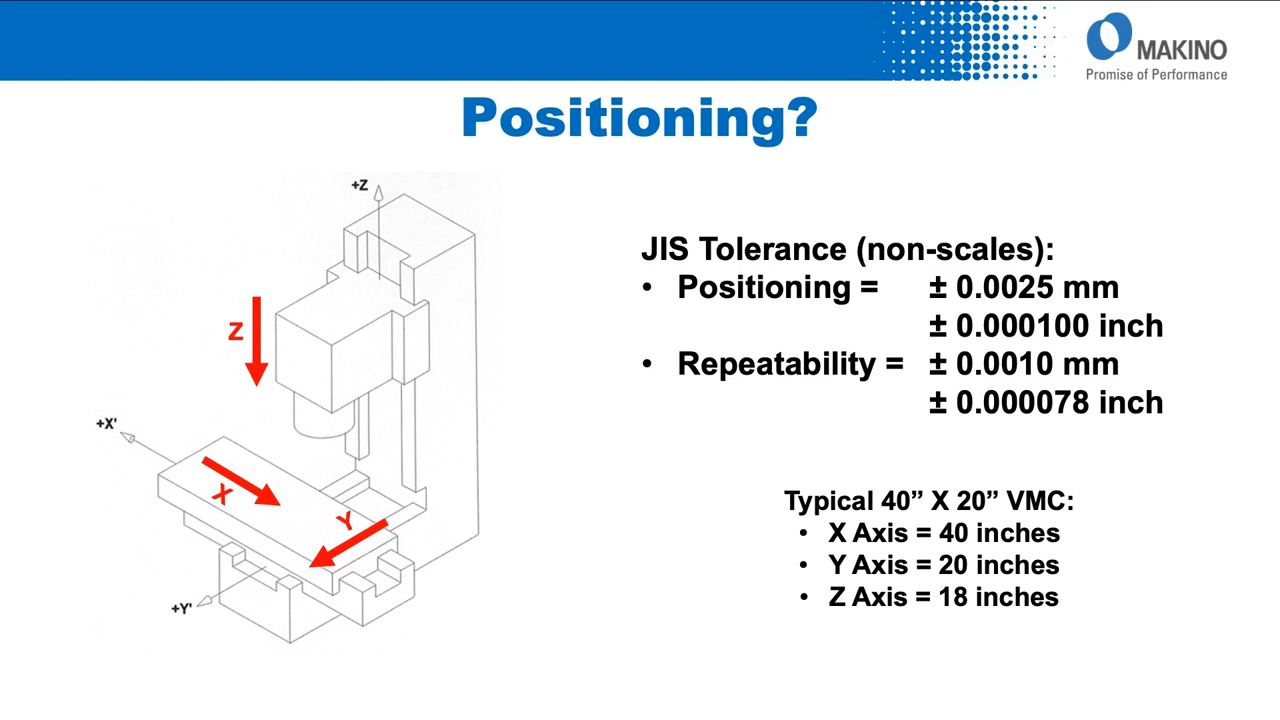 MAKINO
Promise of Performance
Positioning?
+Z
Z
+X'
X
Y
+Y'
JIS Tolerance (non-scales):
• Positioning = ± 0.0025 mm
± 0.000100 inch
• Repeatability = ± 0.0010 mm
± 0.000078 inch
Typical 40” X 20” VMC:
• X Axis = 40 inches
• Y Axis = 20 inches
• Z Axis = 18 inches